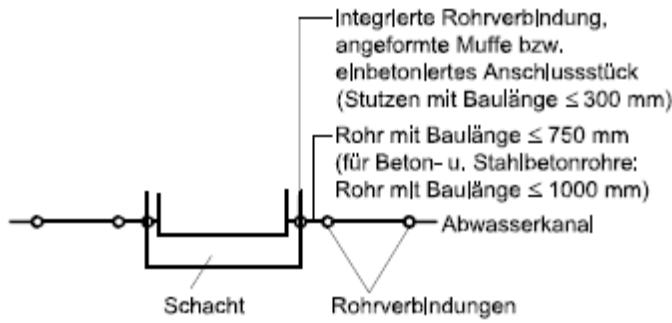 Integrierte Rohrverbindung,
angeformte Muffe bzw.
einbetoniertes Anschlussstück
(Stutzen mit Baulänge ≤ 300 mm)
Rohr mit Baulänge ≤ 750 mm
(für Beton- u. Stahlbetonrohre:
Rohr mit Baulänge ≤ 1000 mm)
Abwasserkanal
Schacht
Rohrverbindungen